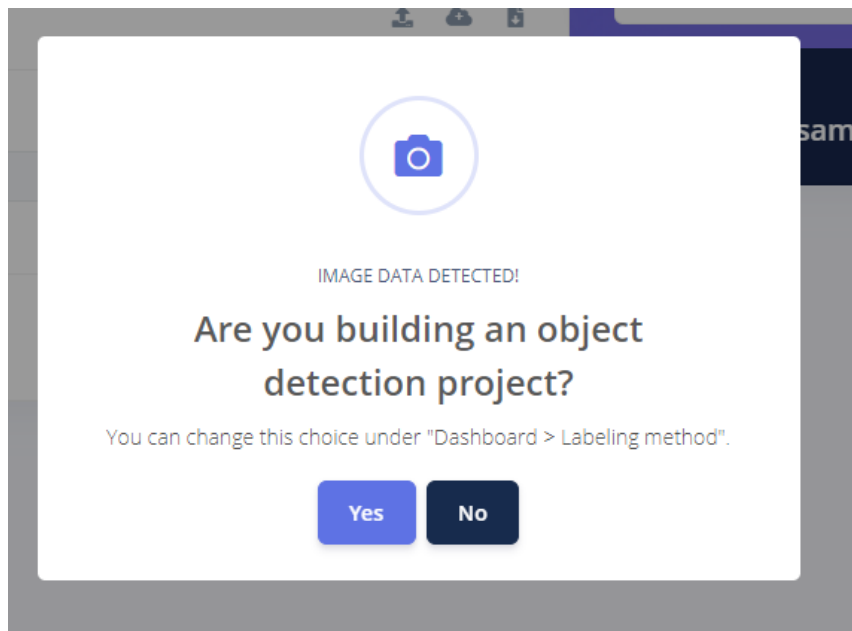 sam
IMAGE DATA DETECTED!
Are you building an object
detection project?
You can change this choice under "Dashboard > Labeling method".
Yes
No